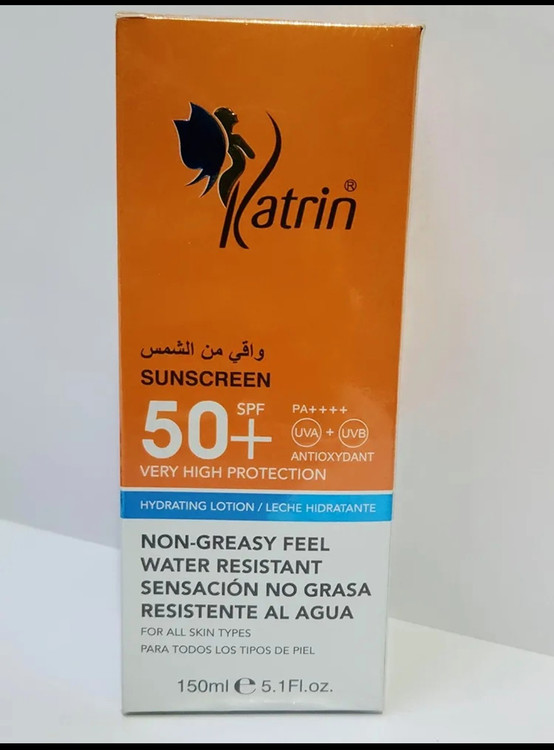 Katrin®
واقي من الشمس
SUNSCREEN
50+ SPF
PA++++
UVA + UVB
ANTIOXYDANT
VERY HIGH PROTECTION
HYDRATING LOTION / LECHE HIDRATANTE
NON-GREASY FEEL
WATER RESISTANT
SENSACIÓN NO GRASA
RESISTENTE AL AGUA
FOR ALL SKIN TYPES
PARA TODOS LOS TIPOS DE PIEL
150ml ℮ 5.1Fl.oz.